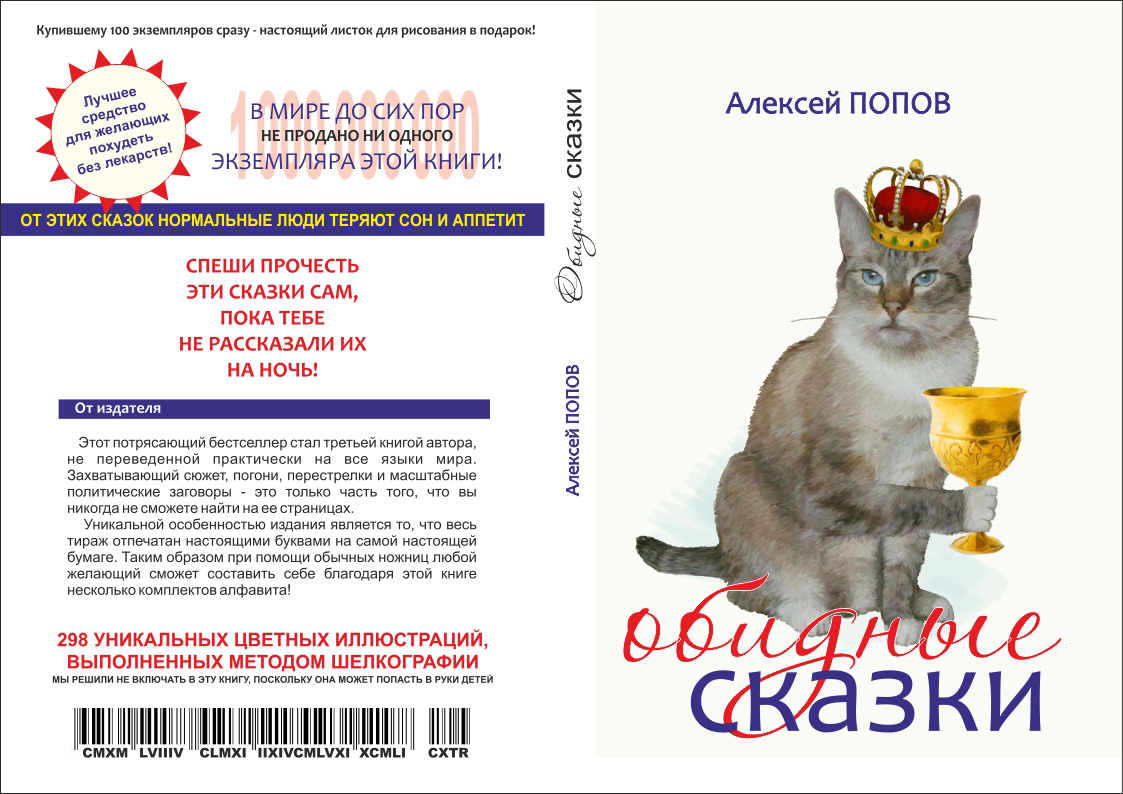 Купившему 100 экземпляров сразу - настоящий листок для рисования в подарок!
Лучшее
средство
для желающих
похудеть
без лекарств!
1 000 000 000
В МИРЕ ДО СИХ ПОР
НЕ ПРОДАНО НИ ОДНОГО
ЭКЗЕМПЛЯРА ЭТОЙ КНИГИ!
ОТ ЭТИХ СКАЗОК НОРМАЛЬНЫЕ ЛЮДИ ТЕРЯЮТ СОН И АППЕТИТ
СПЕШИ ПРОЧЕСТЬ
ЭТИ СКАЗКИ САМ,
ПОКА ТЕБЕ
НЕ РАССКАЗАЛИ ИХ
НА НОЧЬ!
От издателя
Этот потрясающий бестселлер стал третьей книгой автора,
не переведенной практически на все языки мира.
Захватывающий сюжет, погони, перестрелки и масштабные
политические заговоры - это только часть того, что вы
никогда не сможете найти на ее страницах.
Уникальной особенностью издания является то, что весь
тираж отпечатан настоящими буквами на самой настоящей
бумаге. Таким образом при помощи обычных ножниц любой
желающий сможет составить себе благодаря этой книге
несколько комплектов алфавита!
298 УНИКАЛЬНЫХ ЦВЕТНЫХ ИЛЛЮСТРАЦИЙ,
ВЫПОЛНЕННЫХ МЕТОДОМ ШЕЛКОГРАФИИ
МЫ РЕШИЛИ НЕ ВКЛЮЧАТЬ В ЭТУ КНИГУ, ПОСКОЛЬКУ ОНА МОЖЕТ ПОПАСТЬ В РУКИ ДЕТЕЙ
CMXM LVIIIV CLMXI IIXIVCMLVXI XCMLI CXTR
Алексей ПОПОВ Обидные сказки
Алексей ПОПОВ
обидные
сказки